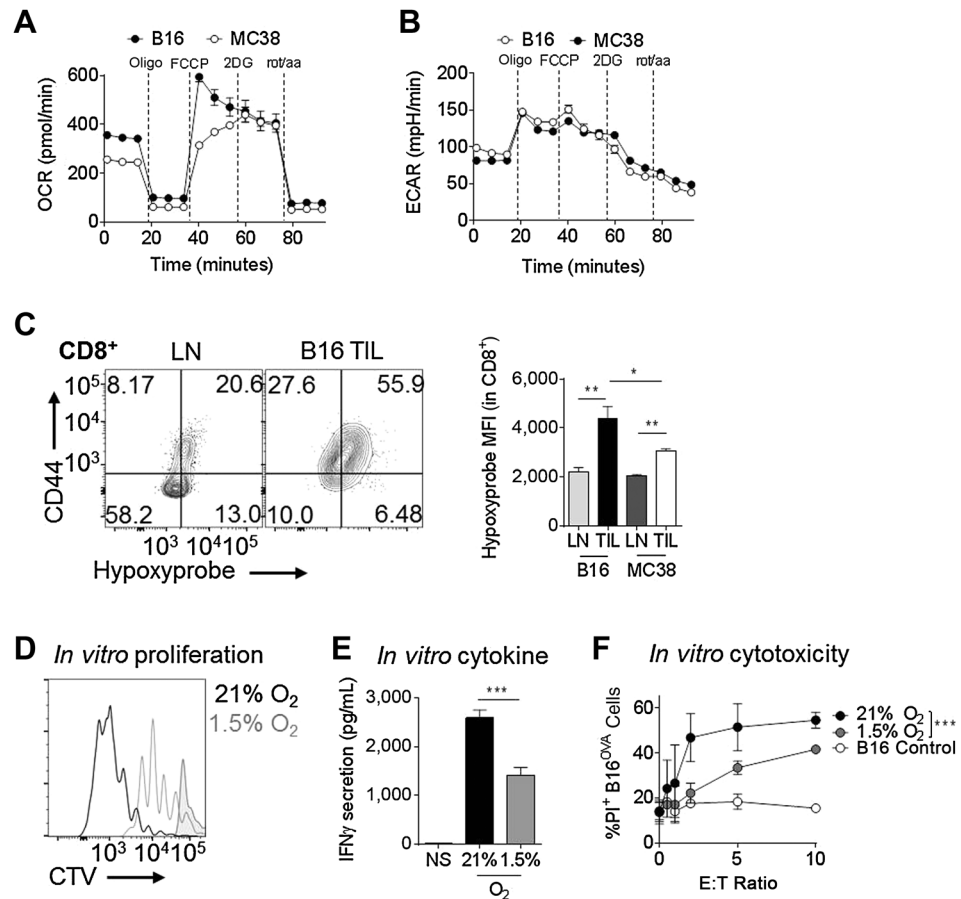 A
B16 MC38
Oligo FCCP 2DG rot/aa
OCR (pmol/min)
600
400
200
0
0 20 40 60 80
Time (minutes)
B
B16 MC38
Oligo FCCP 2DG rot/aa
ECAR (mpH/min)
200
150
100
50
0
0 20 40 60 80
Time (minutes)
C
CD8+ LN B16 TIL
8.17 20.6 27.6 55.9
58.2 13.0 10.0 6.48
10⁵
10⁴
10³
CD44
10³ 10⁴ 10⁵
Hypoxyprobe
Hypoxyprobe MFI (in CD8+)
6,000
4,000
2,000
0
** * **
LN TIL LN TIL
B16 MC38
D In vitro proliferation
21% O₂
1.5% O₂
10³ 10⁴ 10⁵
CTV
E In vitro cytokine
IFNγ secretion (pg/mL)
3,000
2,000
1,000
0
***
NS 21% 1.5%
O₂
F In vitro cytotoxicity
%PI+ B16OVA Cells
60
40
20
0
0 5 10
E:T Ratio
21% O₂
1.5% O₂
***
B16 Control